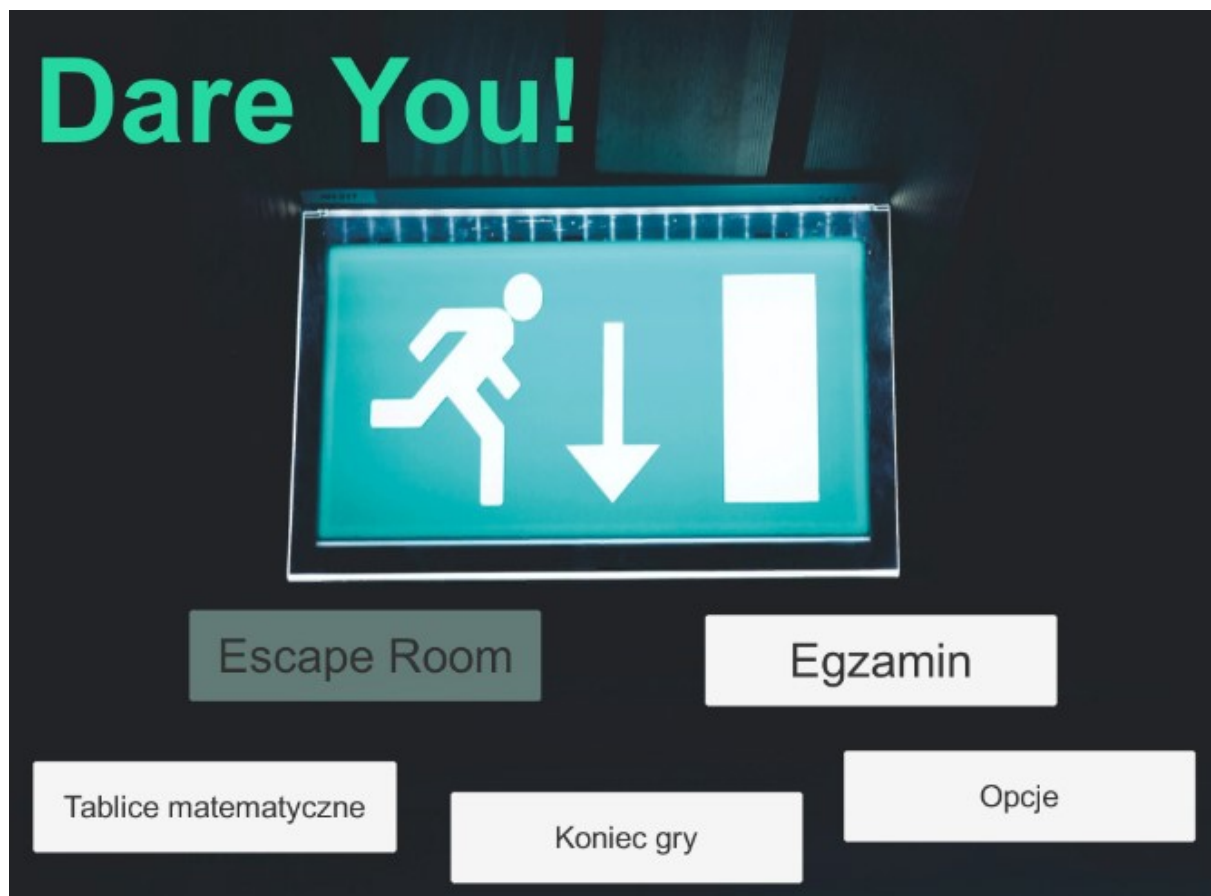 Dare You!
Escape Room
Egzamin
Tablice matematyczne
Koniec gry
Opcje